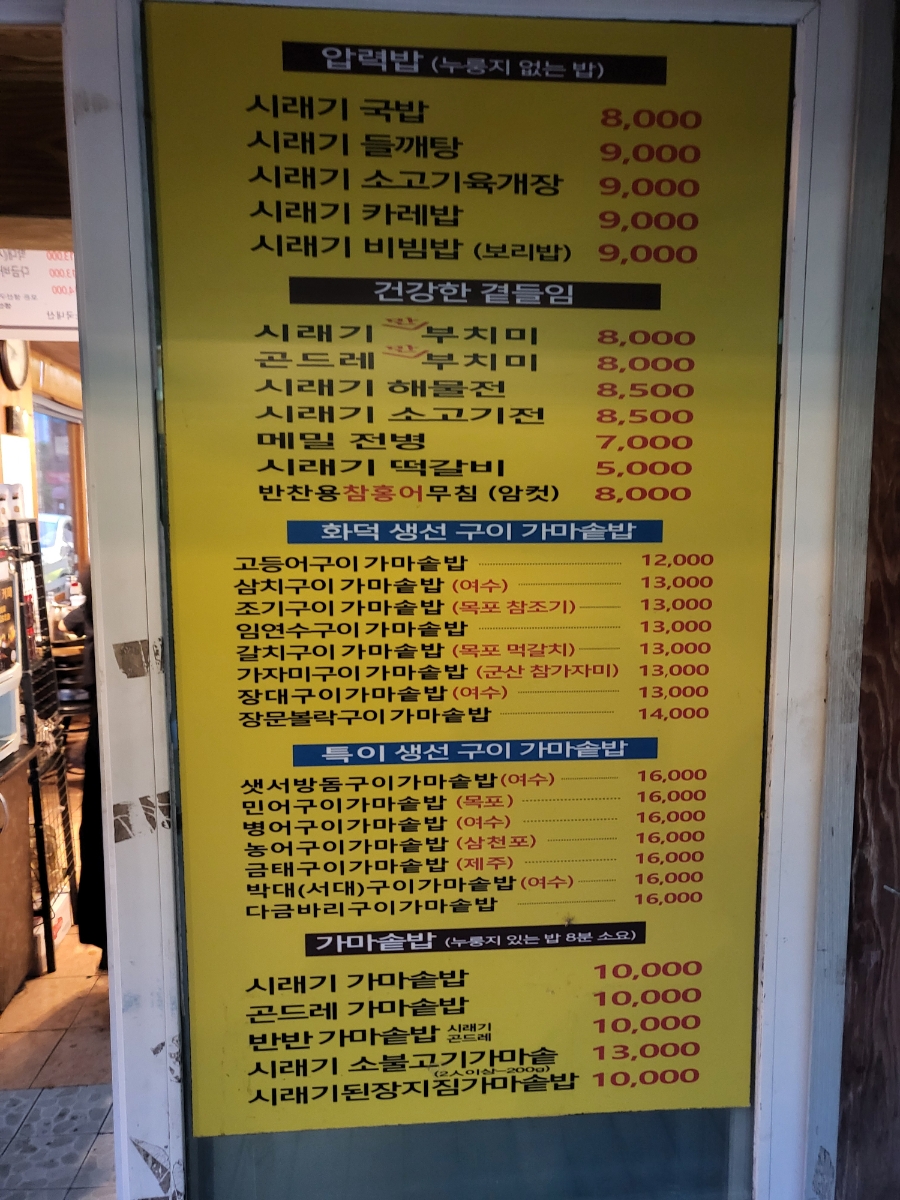 압력밥 (누룽지 없는 밥)
시래기 국밥 8,000
시래기 들깨탕 9,000
시래기 소고기육개장 9,000
시래기 카레밥 9,000
시래기 비빔밥 (보리밥) 9,000
건강한 곁들임
시래기 부치미 8,000
곤드레 부치미 8,000
시래기 해물전 8,500
시래기 소고기전 8,500
메밀 전병 7,000
시래기 떡갈비 5,000
반찬용참홍어무침 (암컷) 8,000
화덕 생선 구이 가마솥밥
고등어구이 가마솥밥 12,000
삼치구이 가마솥밥 (여수) 13,000
조기구이 가마솥밥 (목포 참조기) 13,000
임연수구이 가마솥밥 13,000
갈치구이 가마솥밥 (목포 먹갈치) 13,000
가자미구이 가마솥밥 (군산 참가자미) 13,000
장대구이 가마솥밥 (여수) 13,000
장문볼락구이 가마솥밥 14,000
특이 생선 구이 가마솥밥
샛서방돔구이가마솥밥(여수) 16,000
민어구이가마솥밥 (목포) 16,000
병어구이가마솥밥 (여수) 16,000
농어구이가마솥밥 (삼천포) 16,000
금태구이가마솥밥 (제주) 16,000
박대(서대)구이가마솥밥(여수) 16,000
다금바리구이가마솥밥 16,000
가마솥밥 (누룽지 있는 밥 8분 소요)
시래기 가마솥밥 10,000
곤드레 가마솥밥 10,000
반반 가마솥밥 시래기 곤드레 10,000
시래기 소불고기가마솥 13,000
(2人이상-200g)
시래기된장지짐가마솥밥 10,000